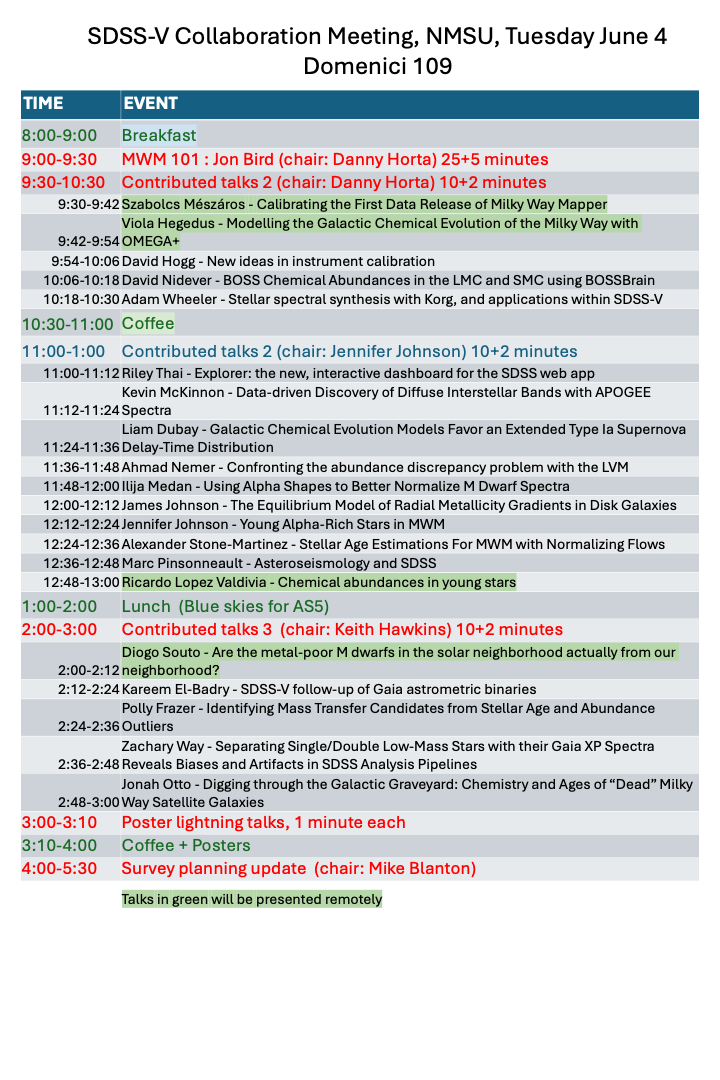 SDSS-V Collaboration Meeting, NMSU, Tuesday June 4
Domenici 109
TIME EVENT
8:00-9:00 Breakfast
9:00-9:30 MWM 101 : Jon Bird (chair: Danny Horta) 25+5 minutes
9:30-10:30 Contributed talks 2 (chair: Danny Horta) 10+2 minutes
9:30-9:42 Szabolcs Mészáros - Calibrating the First Data Release of Milky Way Mapper
Viola Hegedus - Modelling the Galactic Chemical Evolution of the Milky Way with
9:42-9:54 OMEGA+
9:54-10:06 David Hogg - New ideas in instrument calibration
10:06-10:18 David Nidever - BOSS Chemical Abundances in the LMC and SMC using BOSSBrain
10:18-10:30 Adam Wheeler - Stellar spectral synthesis with Korg, and applications within SDSS-V
10:30-11:00 Coffee
11:00-1:00 Contributed talks 2 (chair: Jennifer Johnson) 10+2 minutes
11:00-11:12 Riley Thai - Explorer: the new, interactive dashboard for the SDSS web app
Kevin McKinnon - Data-driven Discovery of Diffuse Interstellar Bands with APOGEE
11:12-11:24 Spectra
Liam Dubay - Galactic Chemical Evolution Models Favor an Extended Type Ia Supernova
11:24-11:36 Delay-Time Distribution
11:36-11:48 Ahmad Nemer - Confronting the abundance discrepancy problem with the LVM
11:48-12:00 Ilija Medan - Using Alpha Shapes to Better Normalize M Dwarf Spectra
12:00-12:12 James Johnson - The Equilibrium Model of Radial Metallicity Gradients in Disk Galaxies
12:12-12:24 Jennifer Johnson - Young Alpha-Rich Stars in MWM
12:24-12:36 Alexander Stone-Martinez - Stellar Age Estimations For MWM with Normalizing Flows
12:36-12:48 Marc Pinsonneault - Asteroseismology and SDSS
12:48-13:00 Ricardo Lopez Valdivia - Chemical abundances in young stars
1:00-2:00 Lunch (Blue skies for AS5)
2:00-3:00 Contributed talks 3 (chair: Keith Hawkins) 10+2 minutes
Diogo Souto - Are the metal-poor M dwarfs in the solar neighborhood actually from our
2:00-2:12 neighborhood?
2:12-2:24 Kareem El-Badry - SDSS-V follow-up of Gaia astrometric binaries
Polly Frazer - Identifying Mass Transfer Candidates from Stellar Age and Abundance
2:24-2:36 Outliers
Zachary Way - Separating Single/Double Low-Mass Stars with their Gaia XP Spectra
2:36-2:48 Reveals Biases and Artifacts in SDSS Analysis Pipelines
Jonah Otto - Digging through the Galactic Graveyard: Chemistry and Ages of “Dead” Milky
2:48-3:00 Way Satellite Galaxies
3:00-3:10 Poster lightning talks, 1 minute each
3:10-4:00 Coffee + Posters
4:00-5:30 Survey planning update (chair: Mike Blanton)
Talks in green will be presented remotely